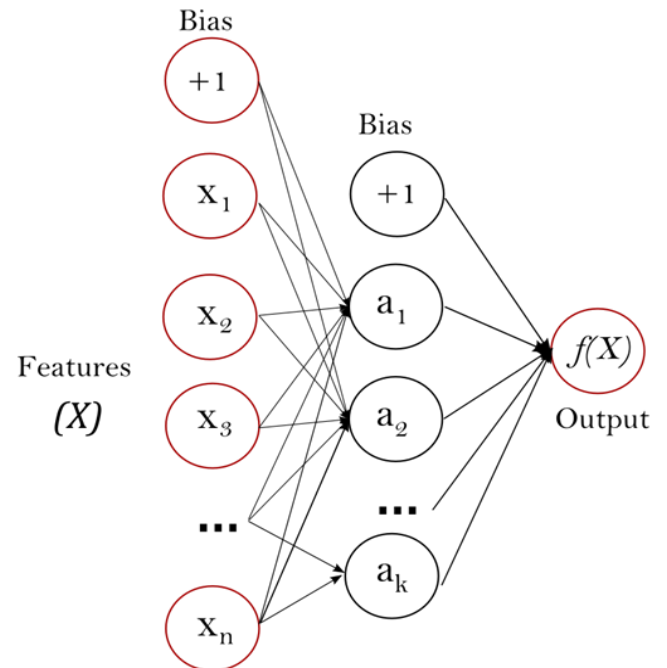 Bias
+1
x1
x2
x3
...
xn
Features
(X)
Bias
+1
a1
a2
...
ak
f(X)
Output